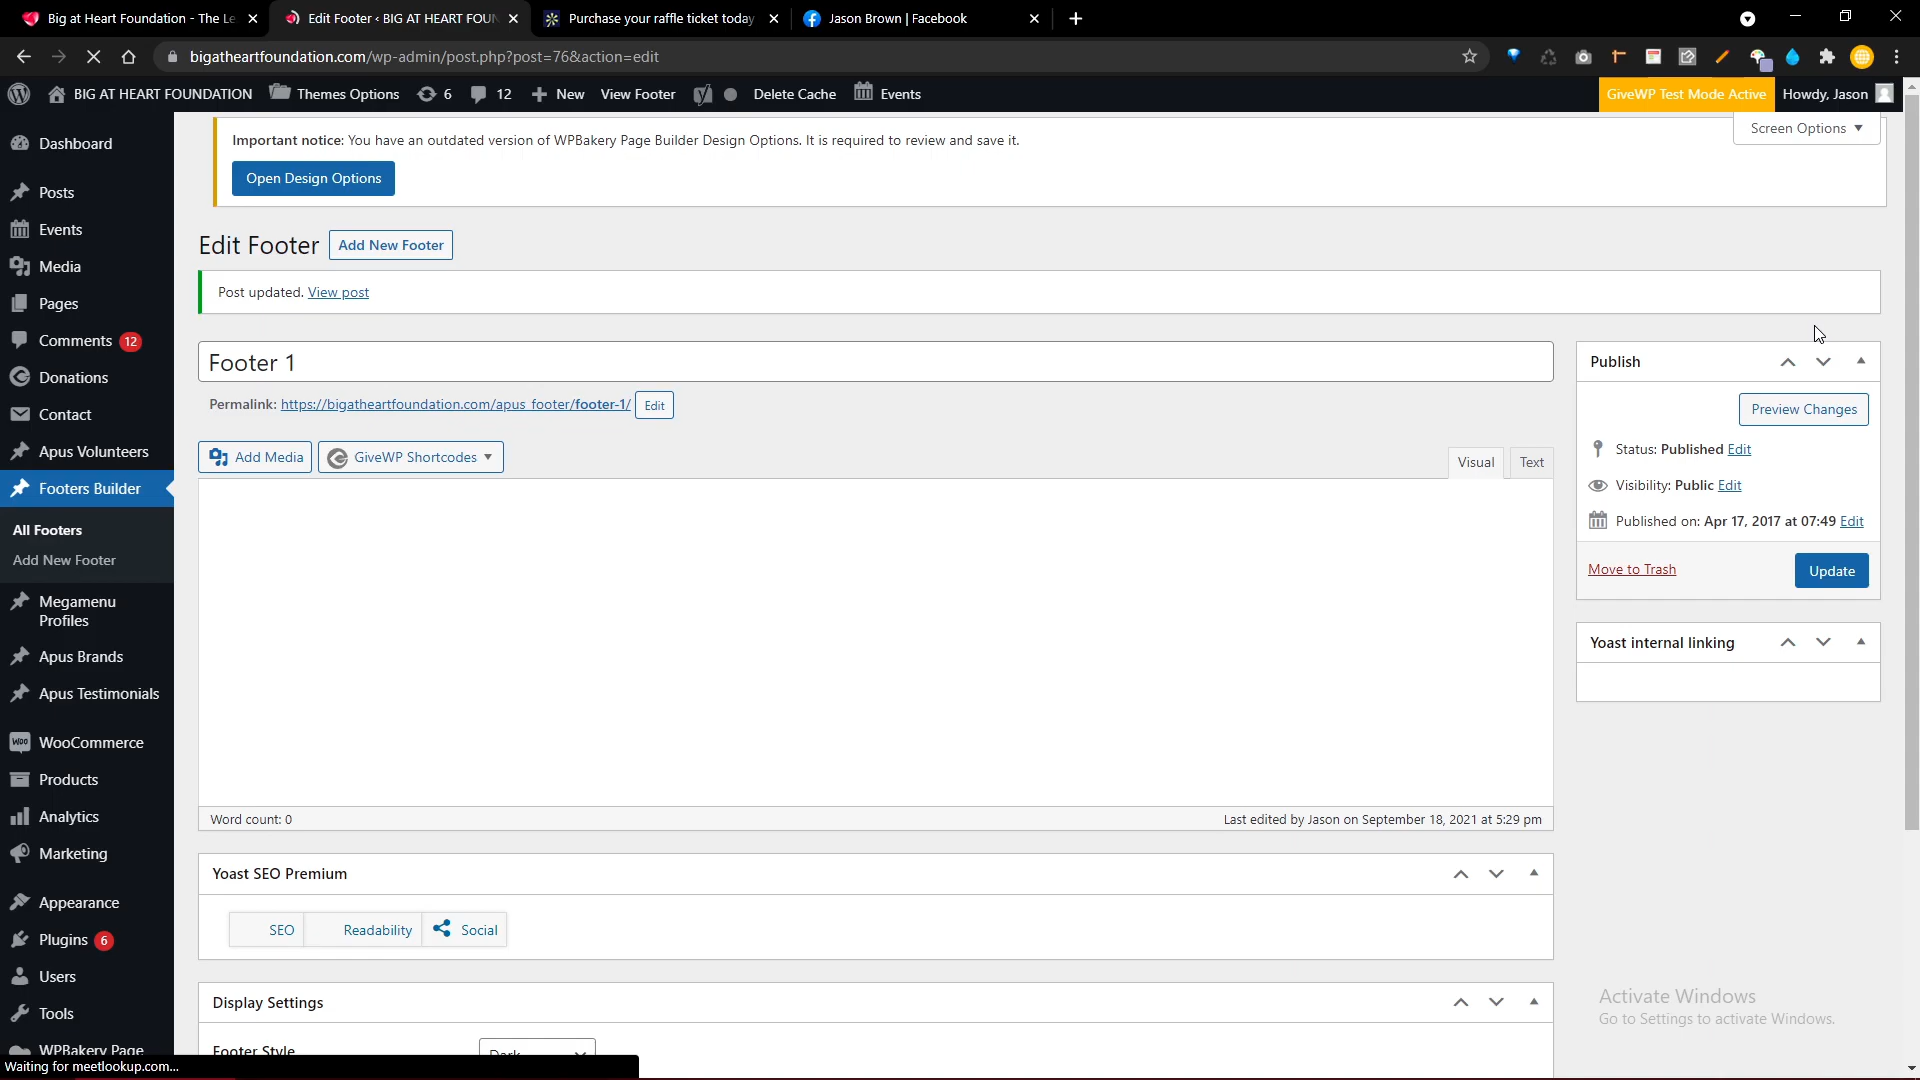 Big at Heart Foundation - The Le
Edit Footer ‹ BIG AT HEART FOUN
Purchase your raffle ticket today
Jason Brown | Facebook
bigatheartfoundation.com/wp-admin/post.php?post=76&action=edit
BIG AT HEART FOUNDATION
Themes Options
6
12
New
View Footer
Delete Cache
Events
GiveWP Test Mode Active
Howdy, Jason
Screen Options
Important notice: You have an outdated version of WPBakery Page Builder Design Options. It is required to review and save it.
Open Design Options
Edit Footer
Add New Footer
Post updated. View post
Footer 1
Permalink: https://bigatheartfoundation.com/apus_footer/footer-1/
Edit
Add Media
GiveWP Shortcodes
Visual
Text
Word count: 0
Last edited by Jason on September 18, 2021 at 5:29 pm
Yoast SEO Premium
SEO
Readability
Social
Display Settings
Footer Style
Dark
Publish
Preview Changes
Status: Published Edit
Visibility: Public Edit
Published on: Apr 17, 2017 at 07:49 Edit
Move to Trash
Update
Yoast internal linking
Dashboard
Posts
Events
Media
Pages
Comments 12
Donations
Contact
Apus Volunteers
Footers Builder
All Footers
Add New Footer
Megamenu
Profiles
Apus Brands
Apus Testimonials
Woo WooCommerce
Products
Analytics
Marketing
Appearance
Plugins 6
Users
Tools
WPBakery Page
Waiting for meetlookup.com...
Activate Windows
Go to Settings to activate Windows.